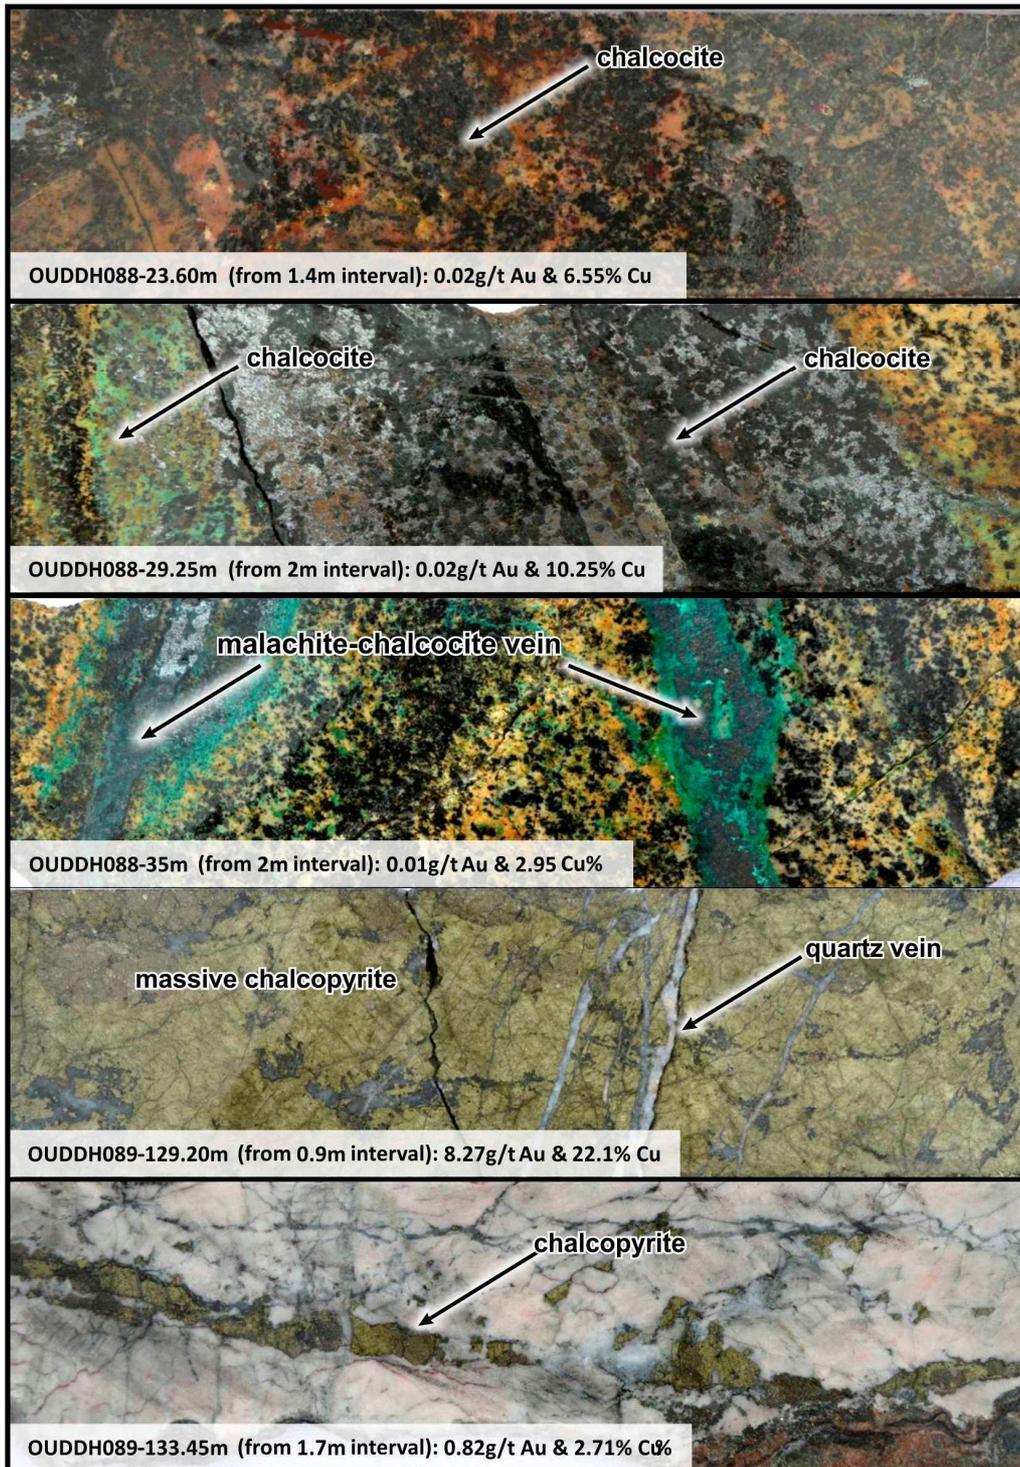 chalcocite
OUDDH088-23.60m (from 1.4m interval): 0.02g/t Au & 6.55% Cu
chalcocite
chalcocite
OUDDH088-29.25m (from 2m interval): 0.02g/t Au & 10.25% Cu
malachite-chalcocite vein
OUDDH088-35m (from 2m interval): 0.01g/t Au & 2.95 Cu%
quartz vein
massive chalcopyrite
OUDDH089-129.20m (from 0.9m interval): 8.27g/t Au & 22.1% Cu
chalcopyrite
OUDDH089-133.45m (from 1.7m interval): 0.82g/t Au & 2.71% Cu%